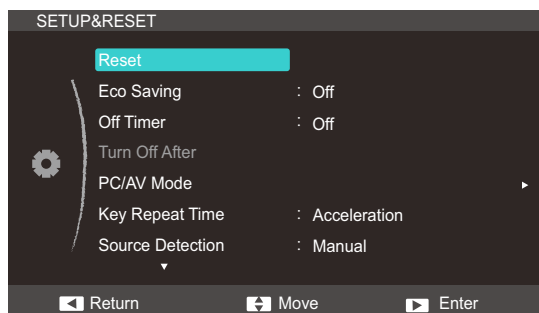 SETUP&RESET
Reset
Eco Saving : Off
Off Timer : Off
Turn Off After
PC/AV Mode
Key Repeat Time : Acceleration
Source Detection : Manual
Return Move Enter